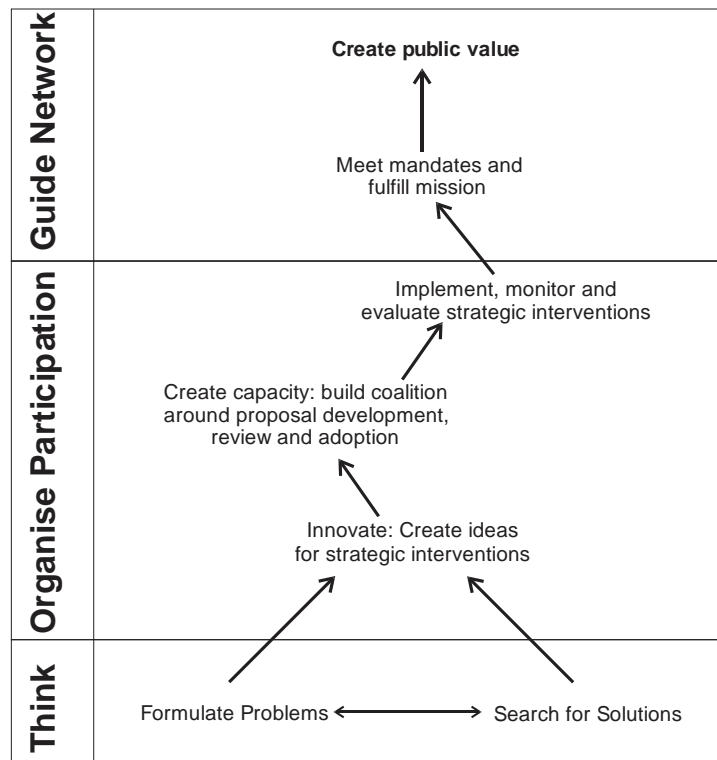 Guide Network
Create public value
Meet mandates and
fulfill mission
Organise Participation
Implement, monitor and
evaluate strategic interventions
Create capacity: build coalition
around proposal development,
review and adoption
Innovate: Create ideas
for strategic interventions
Think
Formulate Problems
Search for Solutions